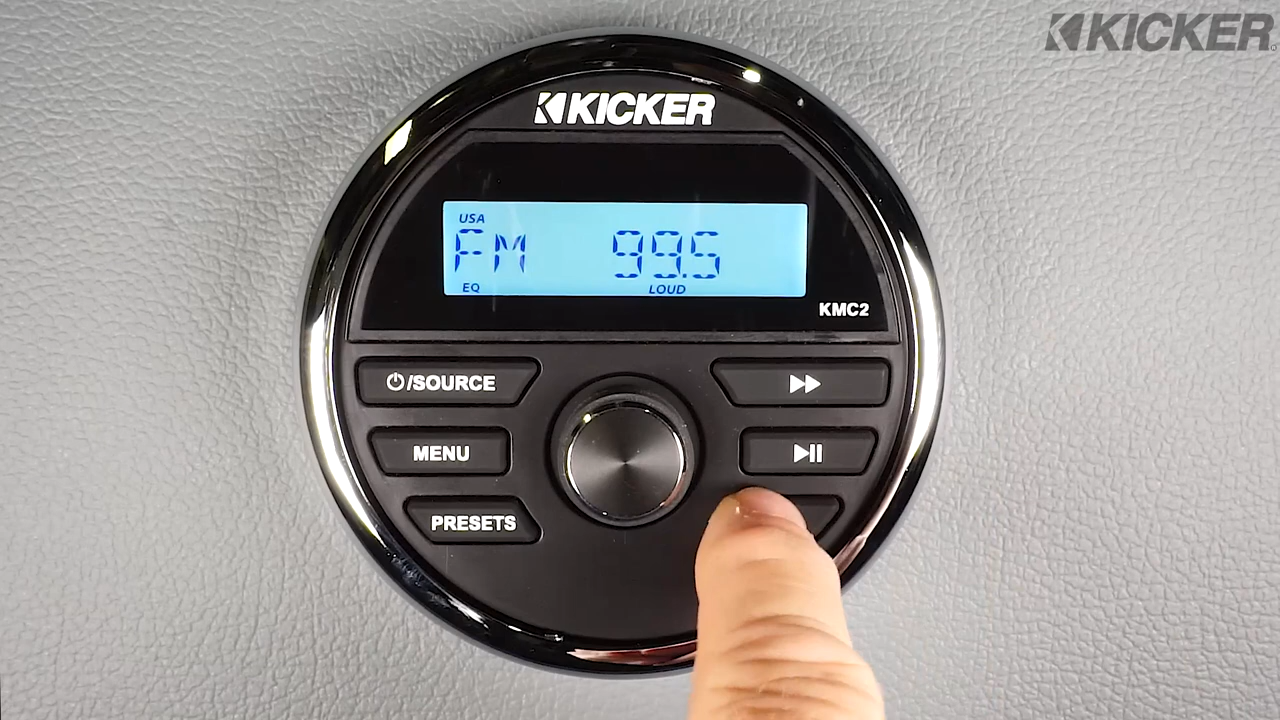 KICKER
KICKER
USA
FM 99.5
EQ LOUD
KMC2
/SOURCE
MENU
PRESETS